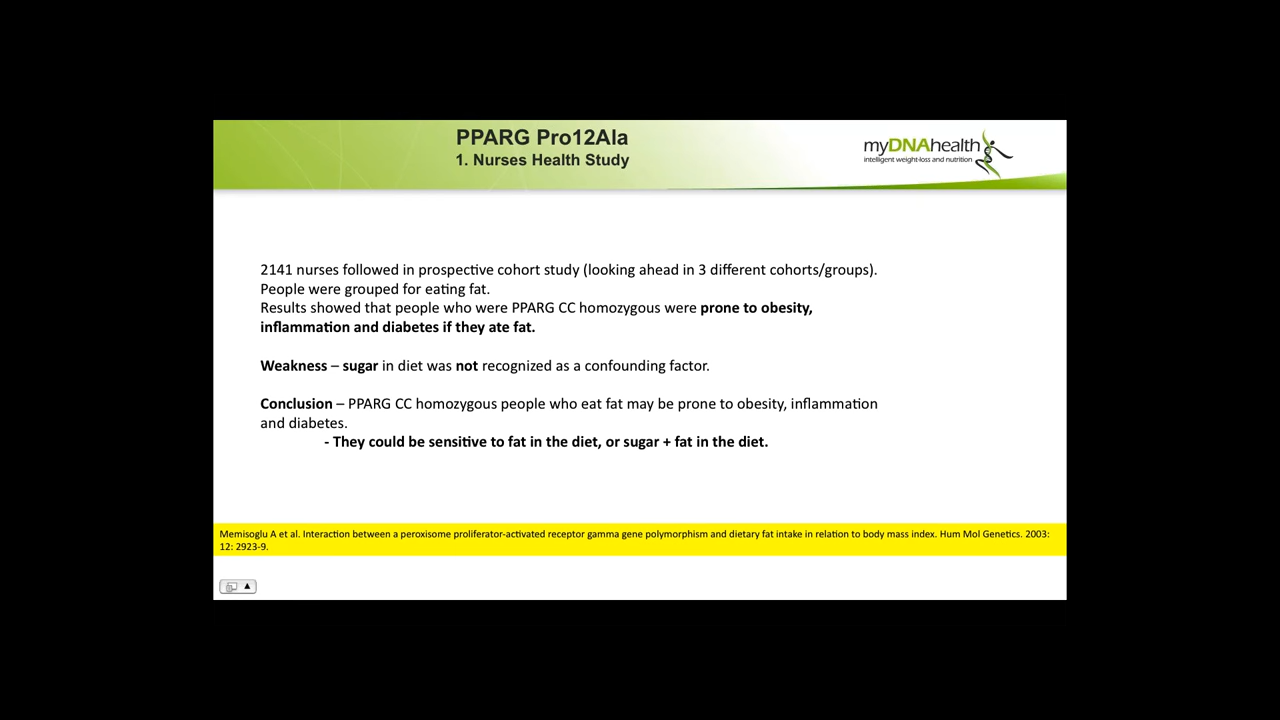 PPARG Pro12Ala
1. Nurses Health Study
myDNAhealth
intelligent weight-loss and nutrition
2141 nurses followed in prospective cohort study (looking ahead in 3 different cohorts/groups).
People were grouped for eating fat.
Results showed that people who were PPARG CC homozygous were prone to obesity,
inflammation and diabetes if they ate fat.
Weakness – sugar in diet was not recognized as a confounding factor.
Conclusion – PPARG CC homozygous people who eat fat may be prone to obesity, inflammation
and diabetes.
- They could be sensitive to fat in the diet, or sugar + fat in the diet.
Memisoglu A et al. Interaction between a peroxisome proliferator-activated receptor gamma gene polymorphism and dietary fat intake in relation to body mass index. Hum Mol Genetics. 2003:
12: 2923-9.